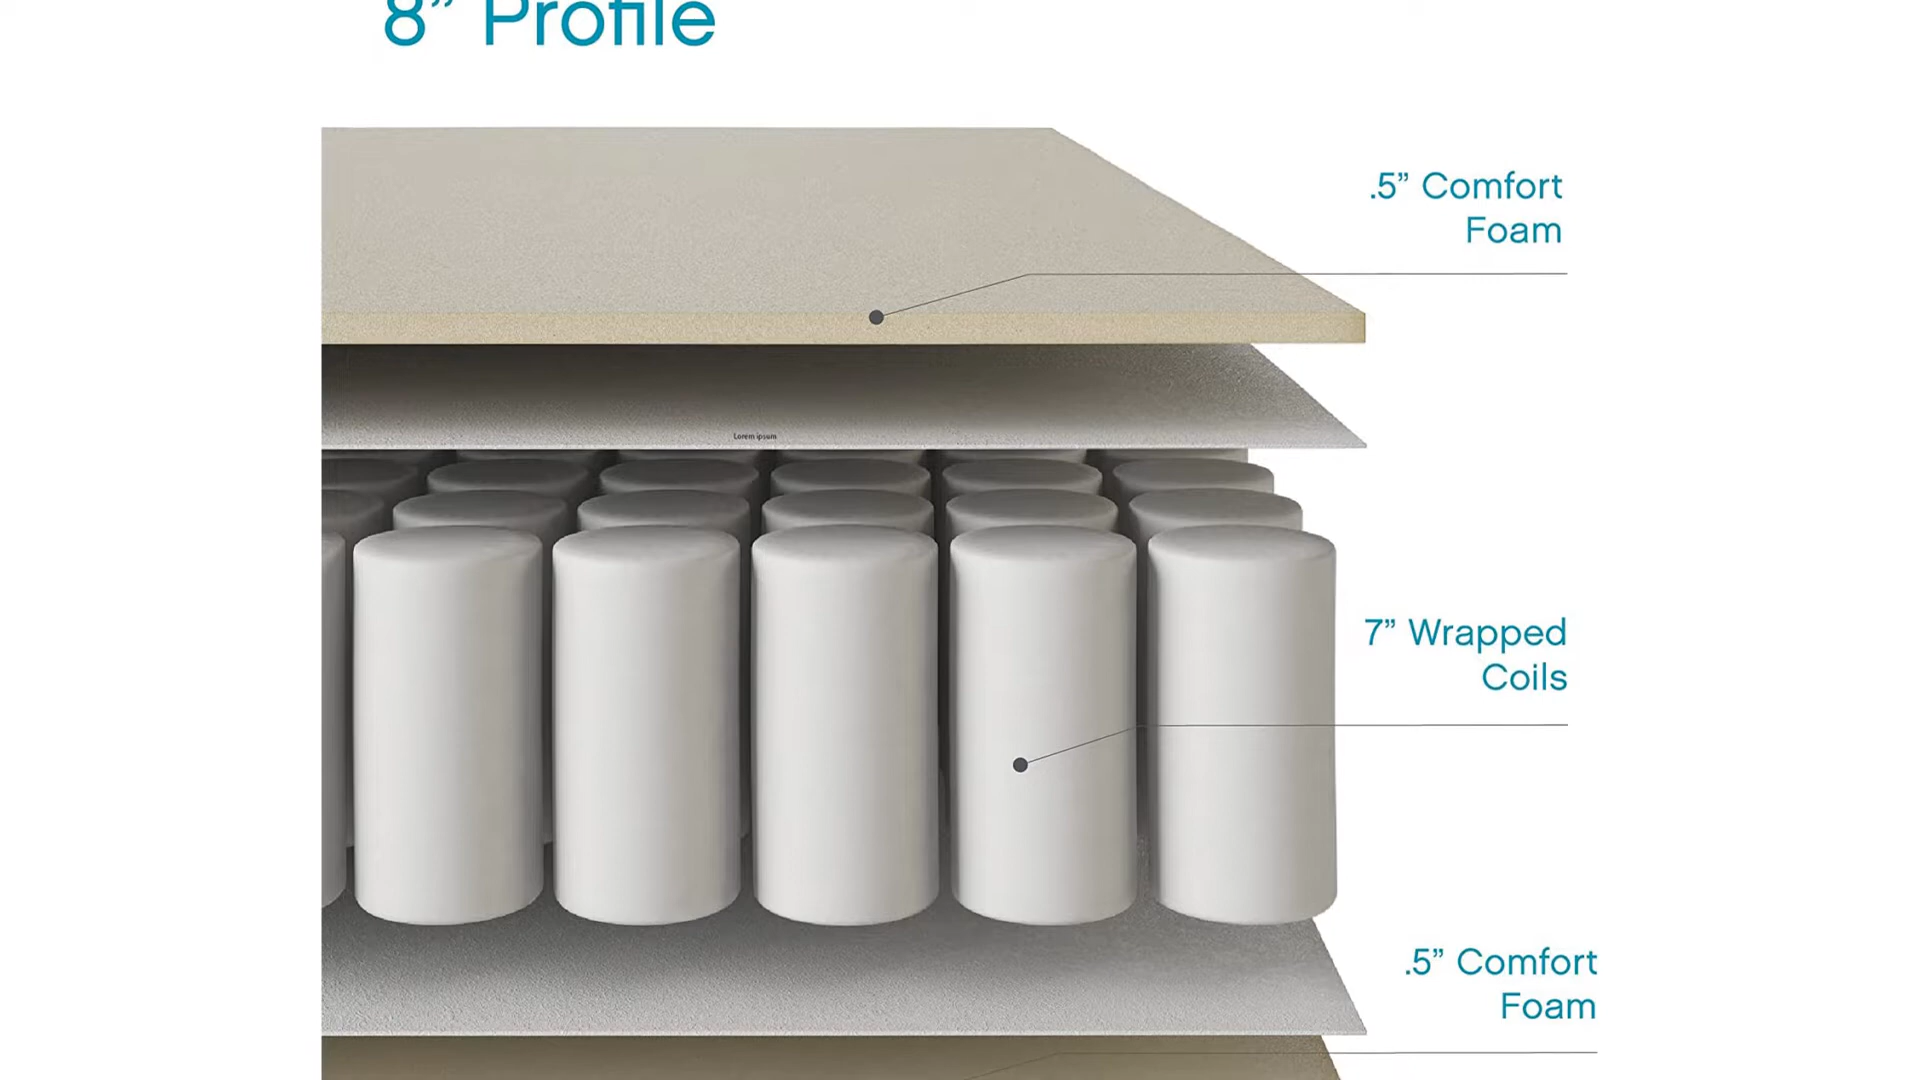 8” Profile
.5” Comfort
Foam
Lorem ipsum
7” Wrapped
Coils
.5” Comfort
Foam